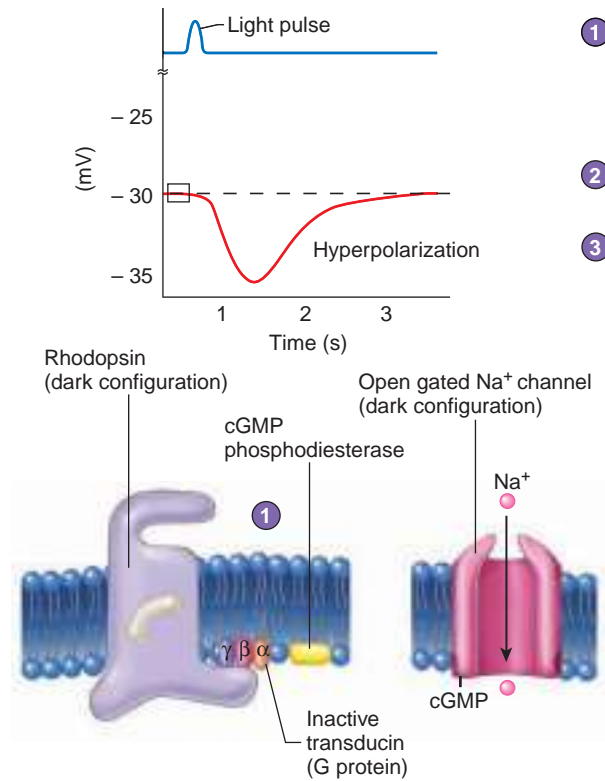 Light pulse
1
– 25
(mV)
– 30
2
3
Hyperpolarization
– 35
1 2 3
Time (s)
Rhodopsin
(dark configuration)
Open gated Na⁺ channel
(dark configuration)
cGMP
phosphodiesterase
1
Na⁺
γ β α
cGMP
Inactive
transducin
(G protein)